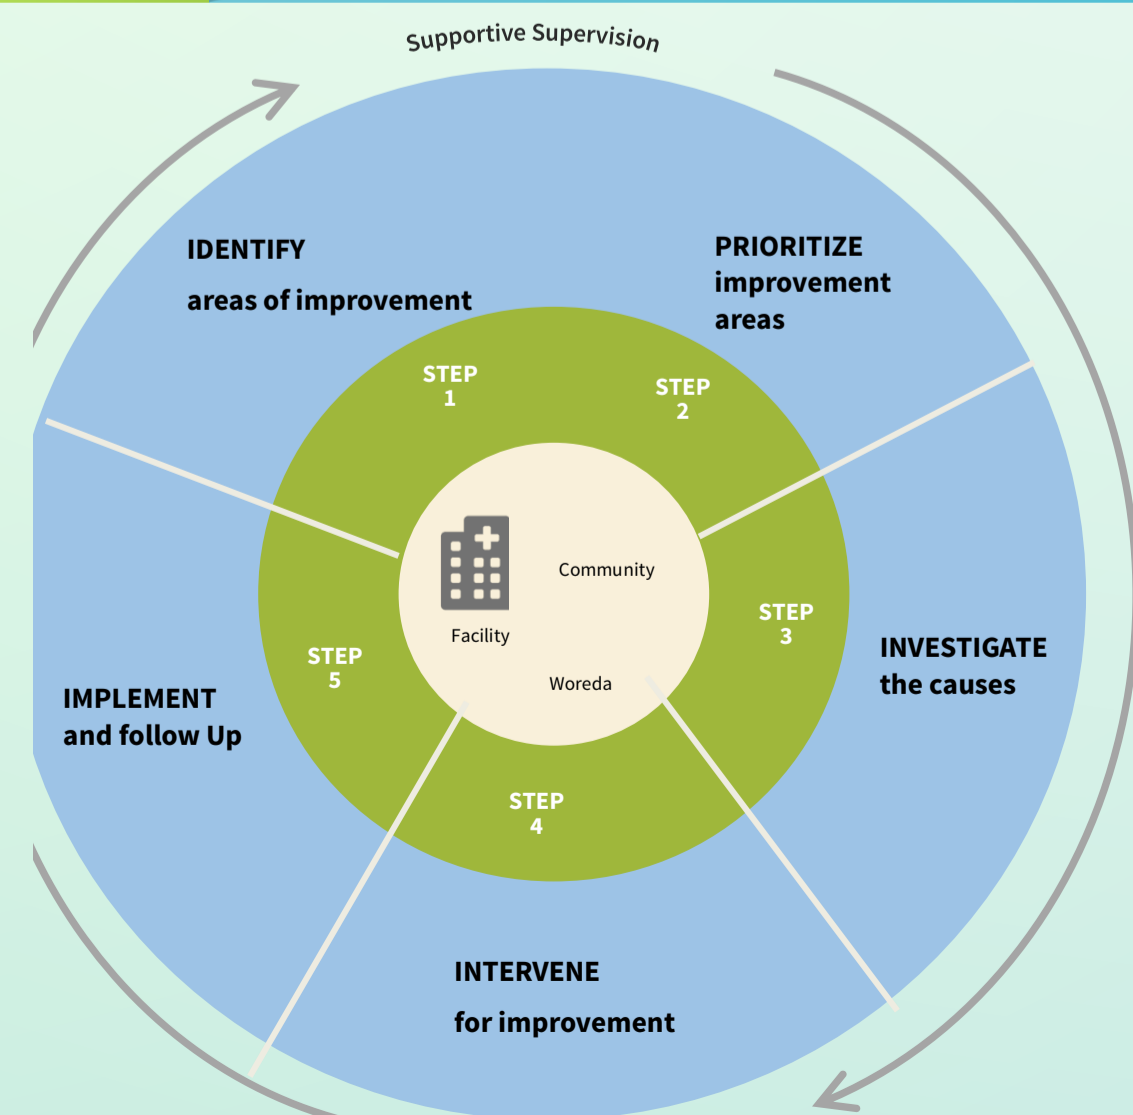 Supportive Supervision
IDENTIFY
areas of improvement
PRIORITIZE
improvement
areas
STEP
1
STEP
2
Community
Facility
Woreda
STEP
3
INVESTIGATE
the causes
STEP
5
IMPLEMENT
and follow Up
STEP
4
INTERVENE
for improvement